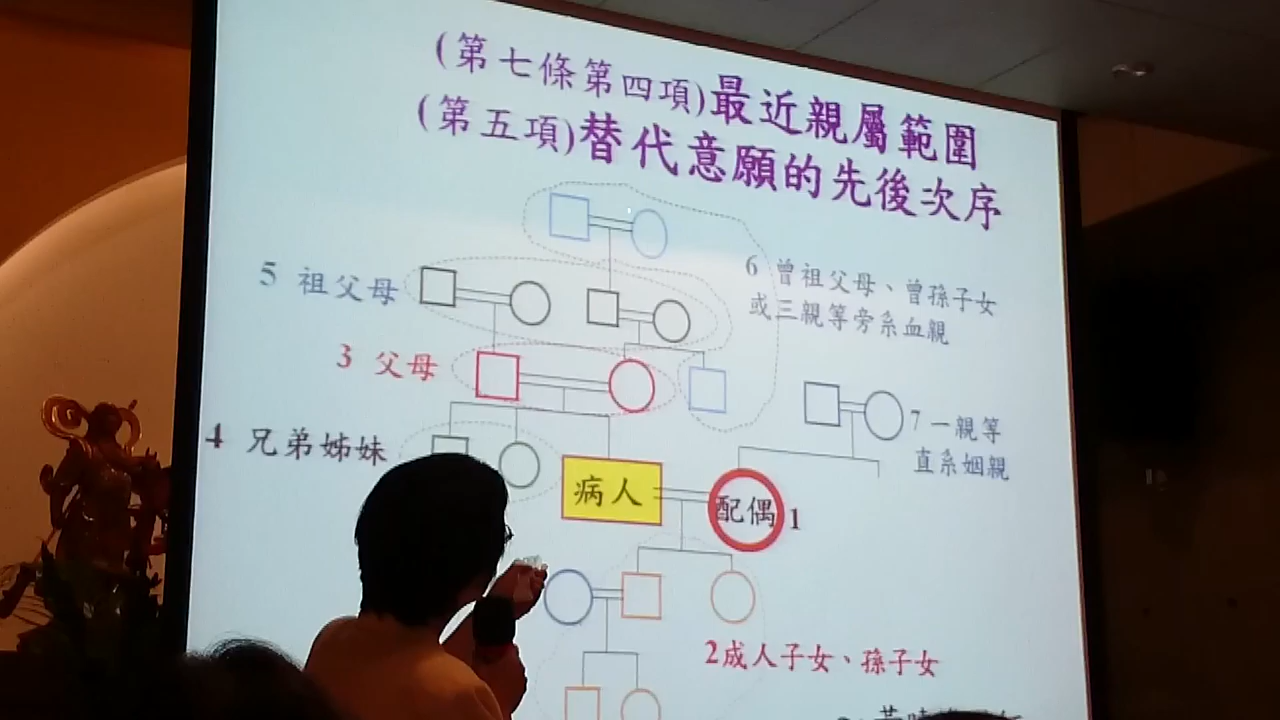 (第七條第四項)最近親屬範圍
(第五項)替代意願的先後次序
6 曾祖父母、曾孫子女
或三親等旁系血親
5 祖父母
3 父母
7 一親等
直系姻親
4 兄弟姊妹
病人
配偶 1
2成人子女、孫子女